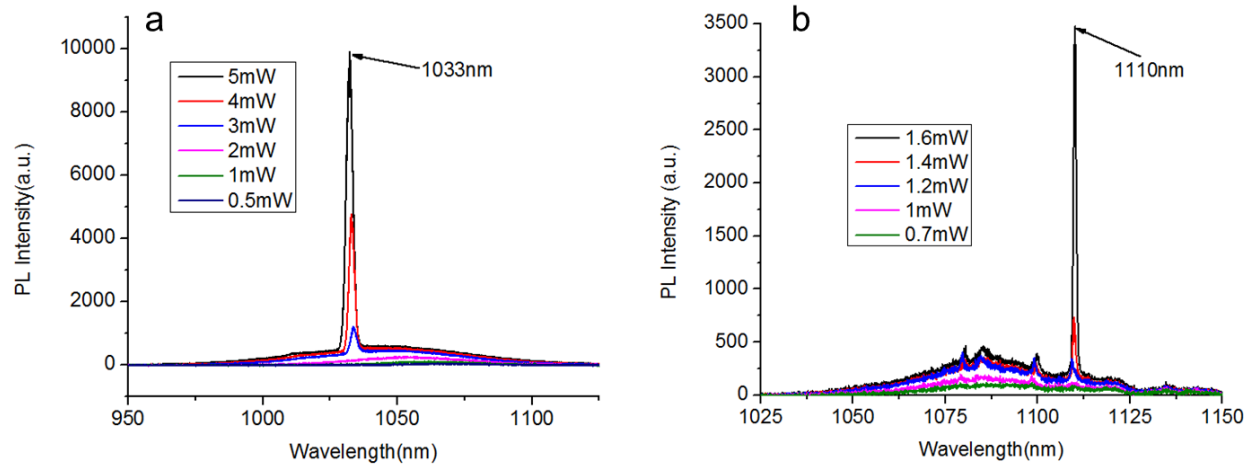 a
10000
8000
6000
4000
2000
0
950
1000
1050
1100
PL Intensity(a.u.)
Wavelength(nm)
5mW
4mW
3mW
2mW
1mW
0.5mW
1033nm
b
3500
3000
2500
2000
1500
1000
500
0
1025
1050
1075
1100
1125
1150
PL Intensity (a.u.)
Wavelength(nm)
1.6mW
1.4mW
1.2mW
1mW
0.7mW
1110nm